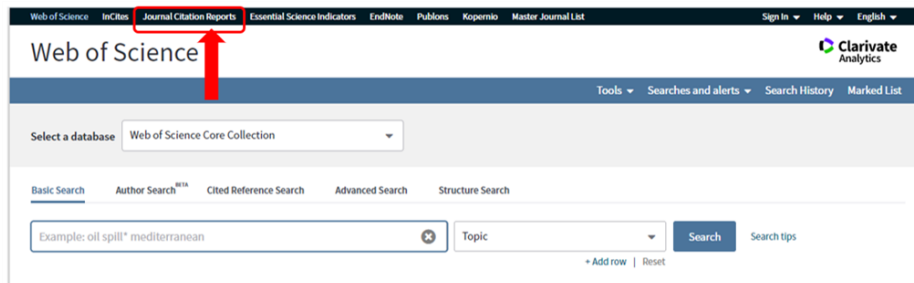 Web of Science InCites Journal Citation Reports Essential Science Indicators EndNote Publons Kopernio Master Journal List Sign In Help English
Web of Science
Clarivate
Analytics
Tools Searches and alerts Search History Marked List
Select a database Web of Science Core Collection
Basic Search Author Search BETA Cited Reference Search Advanced Search Structure Search
Example: oil spill* mediterranean Topic Search Search tips
+ Add row | Reset